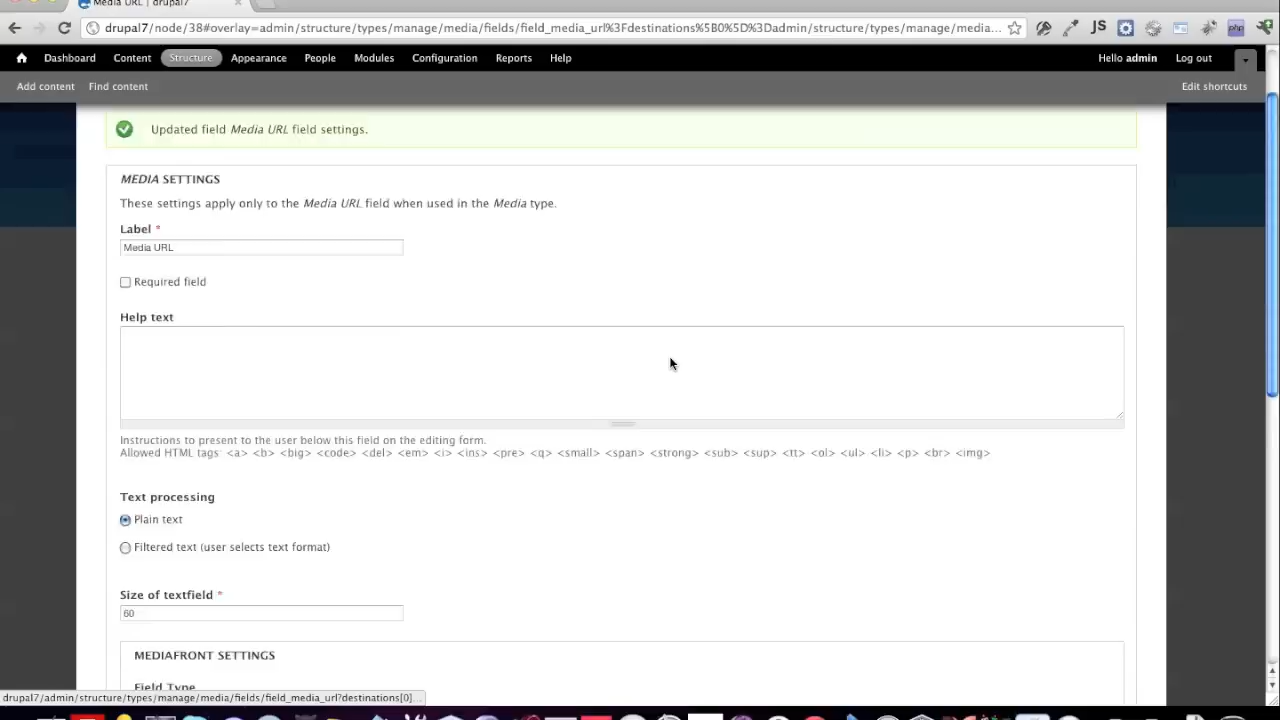 Media URL | drupal7
drupal7/node/38#overlay=admin/structure/types/manage/media/fields/field_media_url%3Fdestinations%5B0%5D%3Dadmin/structure/types/manage/media...
JS
php
Dashboard Content Structure Appearance People Modules Configuration Reports Help Hello admin Log out
Add content Find content Edit shortcuts
Updated field Media URL field settings.
MEDIA SETTINGS
These settings apply only to the Media URL field when used in the Media type.
Label *
Media URL
Required field
Help text
Instructions to present to the user below this field on the editing form.
Allowed HTML tags: <a> <b> <big> <code> <del> <em> <i> <ins> <pre> <q> <small> <span> <strong> <sub> <sup> <tt> <ol> <ul> <li> <p> <br> <img>
Text processing
Plain text
Filtered text (user selects text format)
Size of textfield *
60
MEDIAFRONT SETTINGS
Field Type
drupal7/admin/structure/types/manage/media/fields/field_media_url?destinations[0]...